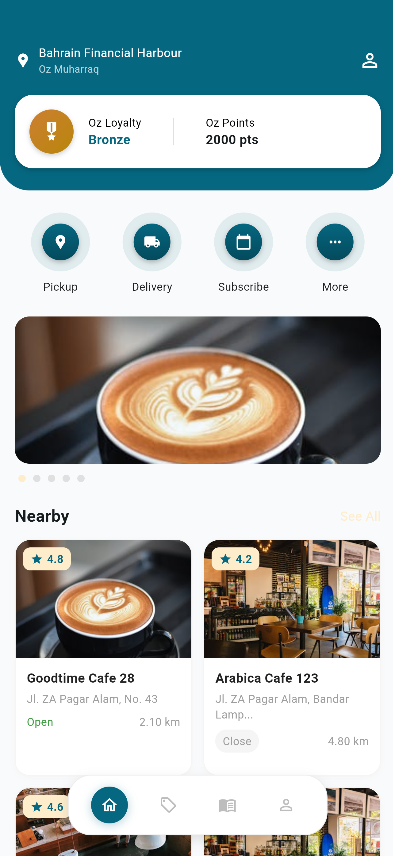 Bahrain Financial Harbour
Oz Muharraq
Oz Loyalty
Bronze
Oz Points
2000 pts
Pickup
Delivery
Subscribe
More
Nearby
See All
4.8
Goodtime Cafe 28
Jl. ZA Pagar Alam, No. 43
Open
2.10 km
4.2
Arabica Cafe 123
Jl. ZA Pagar Alam, Bandar
Lamp...
Close
4.80 km
4.6